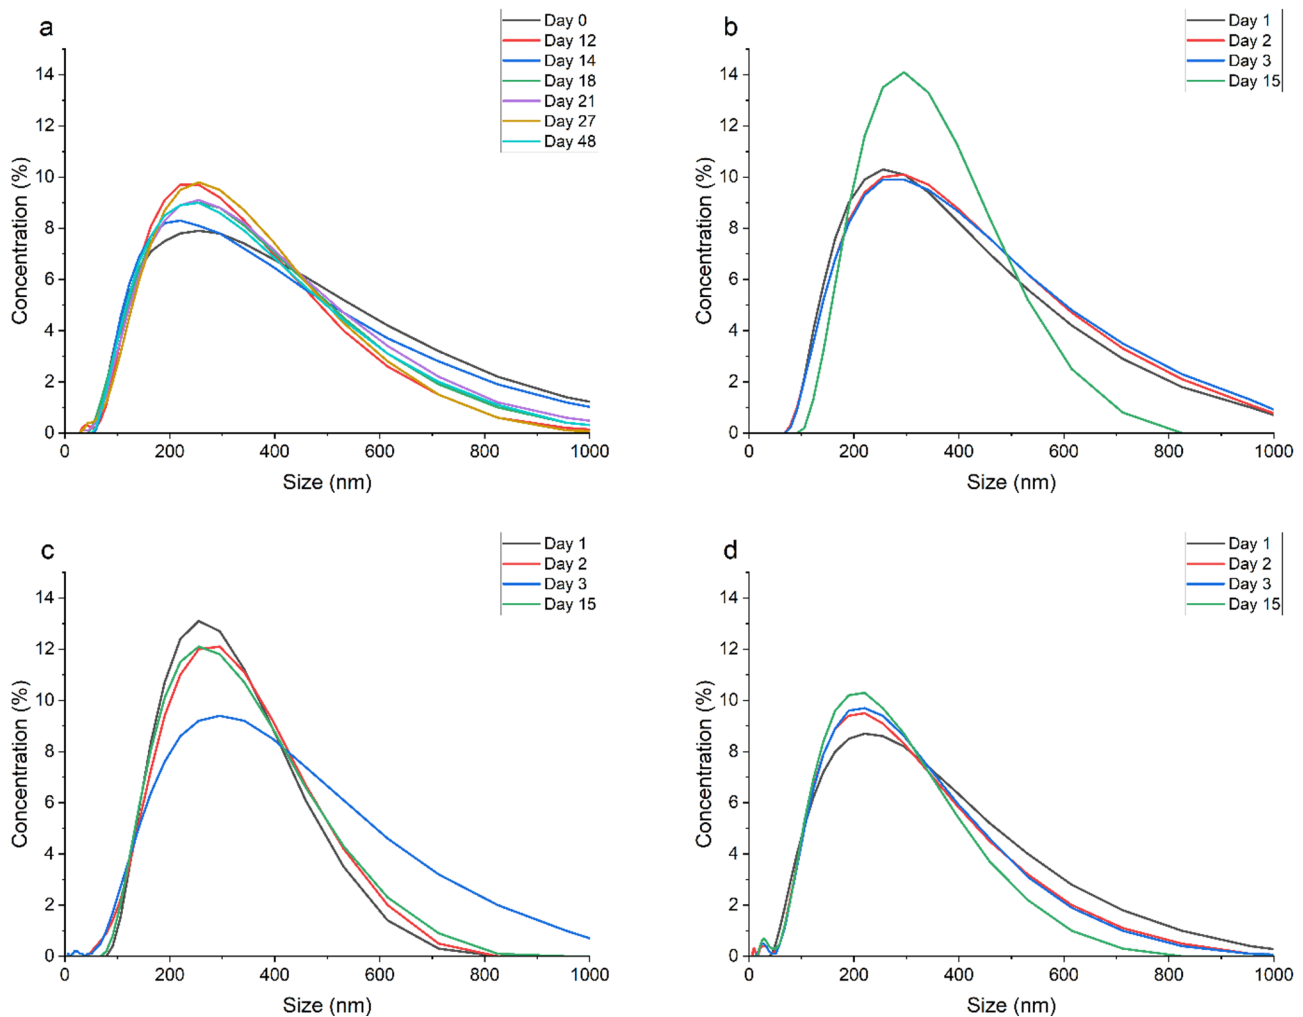 a
Day 0
Day 12
Day 14
Day 18
Day 21
Day 27
Day 48
14
12
10
8
6
4
2
0
Concentration (%)
0 200 400 600 800 1000
Size (nm)
b
Day 1
Day 2
Day 3
Day 15
14
12
10
8
6
4
2
0
Concentration (%)
0 200 400 600 800 1000
Size (nm)
c
Day 1
Day 2
Day 3
Day 15
14
12
10
8
6
4
2
0
Concentration (%)
0 200 400 600 800 1000
Size (nm)
d
Day 1
Day 2
Day 3
Day 15
14
12
10
8
6
4
2
0
Concentration (%)
0 200 400 600 800 1000
Size (nm)